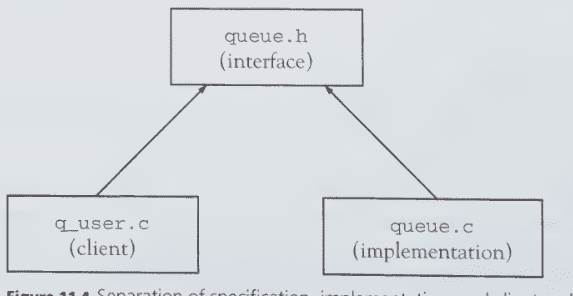 queue.h
(interface)
q_user.c
(client)
queue.c
(implementation)
Figure 11.4 Separation of specification, implementation, and client